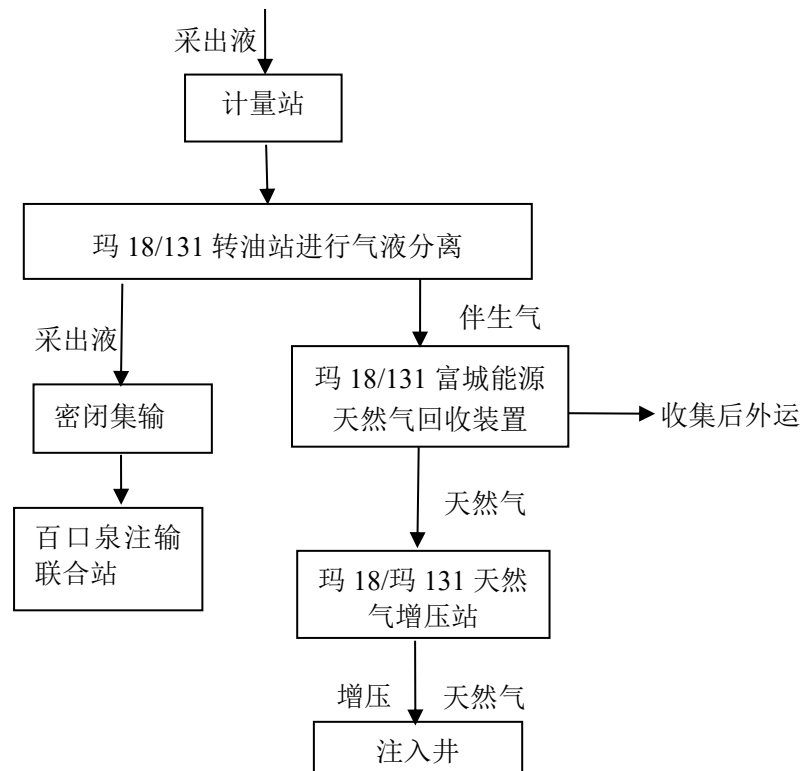 采出液
计量站
玛 18/131 转油站进行气液分离
伴生气
采出液
玛 18/131 富城能源
天然气回收装置
收集后外运
密闭集输
天然气
百口泉注输
联合站
玛 18/玛 131 天然
气增压站
增压
天然气
注入井